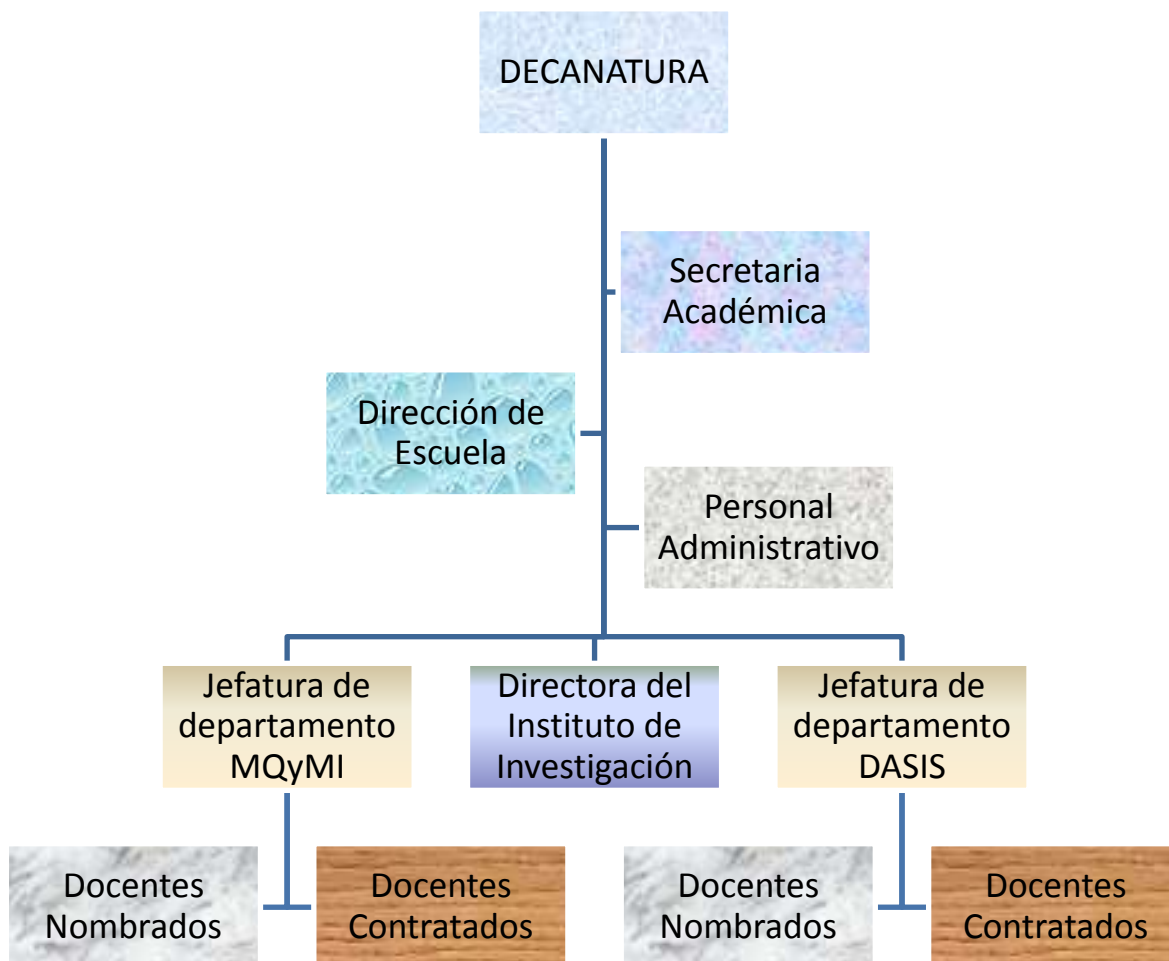 DECANATURA
Secretaria
Académica
Dirección de
Escuela
Personal
Administrativo
Jefatura de
departamento
MQyMI
Directora del
Instituto de
Investigación
Jefatura de
departamento
DASIS
Docentes
Nombrados
Docentes
Contratados
Docentes
Nombrados
Docentes
Contratados